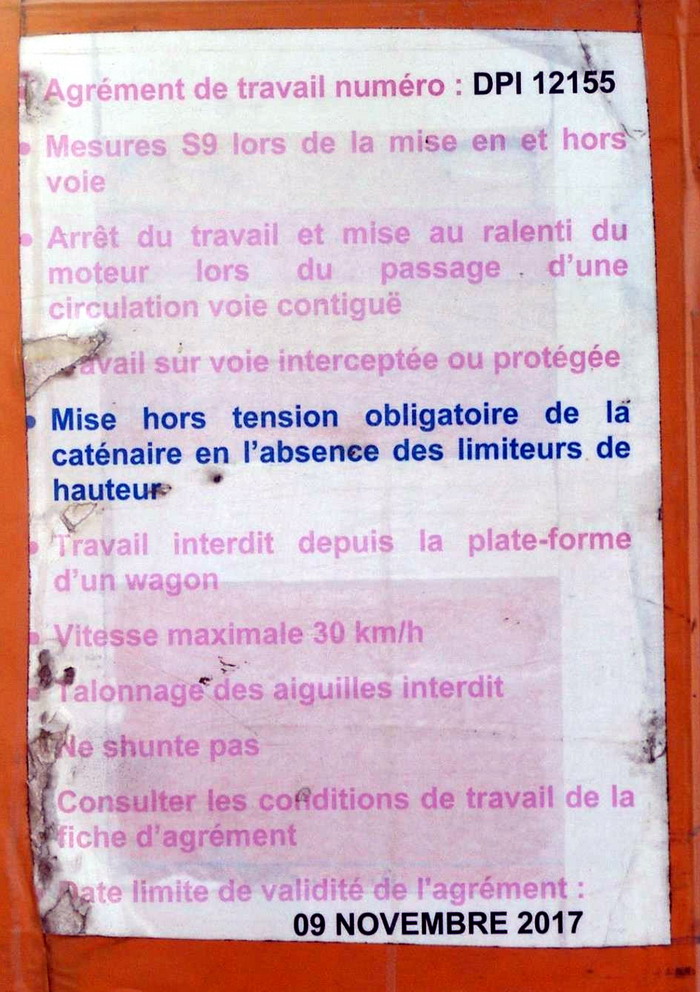 Agrément de travail numéro : DPI 12155
• Mesures S9 lors de la mise en et hors
voie
• Arrêt du travail et mise au ralenti du
moteur lors du passage d'une
circulation voie contiguë
Travail sur voie interceptée ou protégée
• Mise hors tension obligatoire de la
caténaire en l'absence des limiteurs de
hauteur
• Travail interdit depuis la plate-forme
d'un wagon
• Vitesse maximale 30 km/h
• Talonnage des aiguilles interdit
Ne shunte pas
Consulter les conditions de travail de la
fiche d'agrément
Date limite de validité de l'agrément :
09 NOVEMBRE 2017